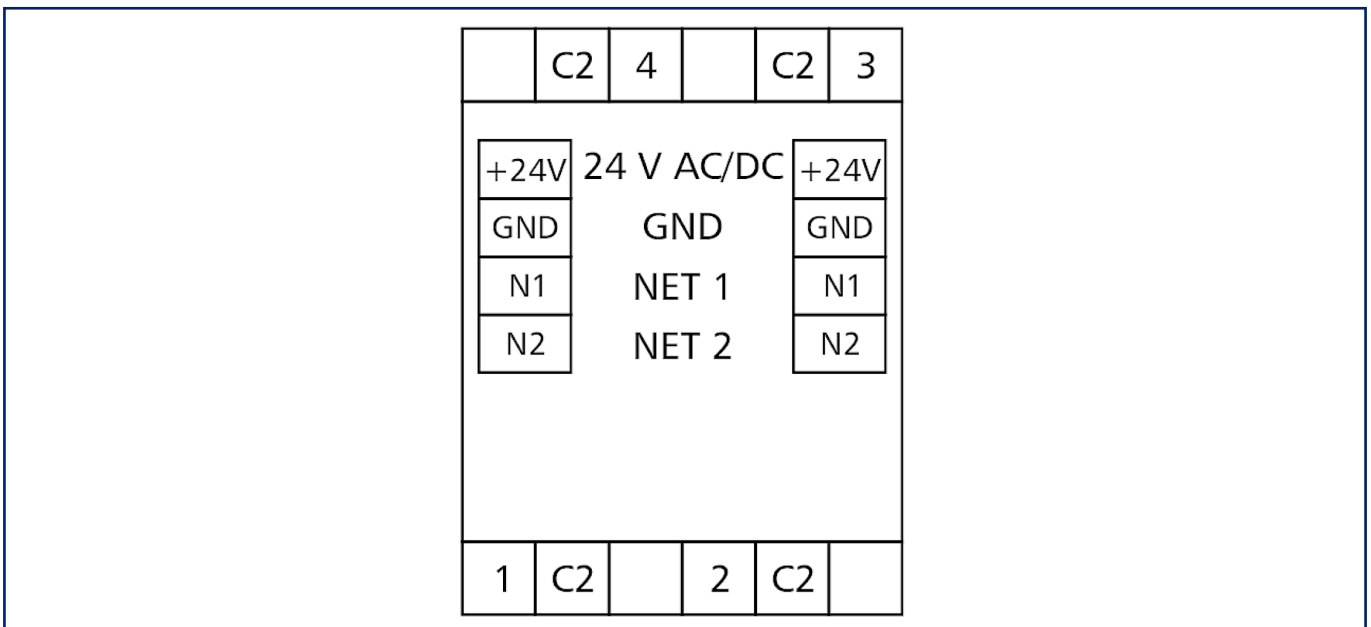 C2 4 C2 3
+24V 24 V AC/DC +24V
GND GND GND
N1 NET 1 N1
N2 NET 2 N2
1 C2 2 C2